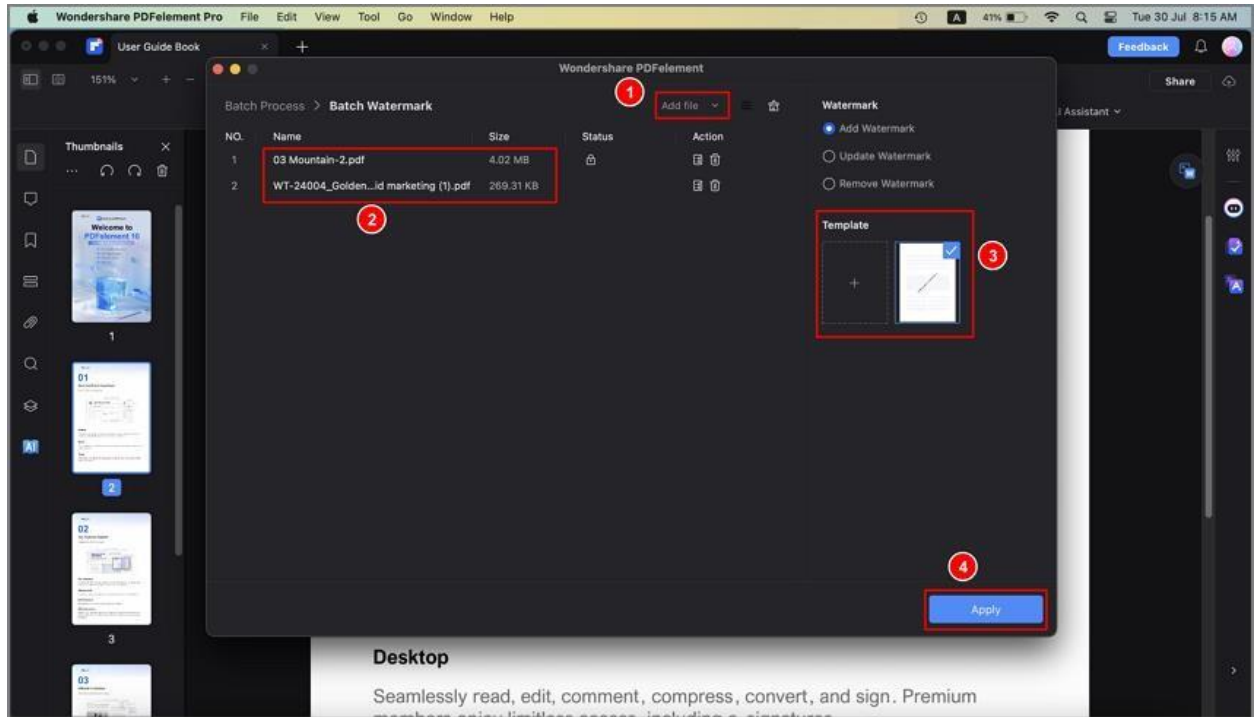 Wondershare PDFelement Pro File Edit View Tool Go Window Help A 41% Tue 30 Jul 8:15 AM
User Guide Book × + Feedback
151% + − Share
Assistant
Wondershare PDFelement
Batch Process > Batch Watermark Add file
1
NO. Name Size Status Action
1 03 Mountain-2.pdf 4.02 MB
2 WT-24004_Golden...id marketing (1).pdf 269.31 KB
2
Watermark
Add Watermark
Update Watermark
Remove Watermark
Template
+
3
4
Apply
Thumbnails ×
...
Welcome to
PDFelement 10
1
01
2
02
3
03
AI
Desktop
Seamlessly read, edit, comment, compress, convert, and sign. Premium